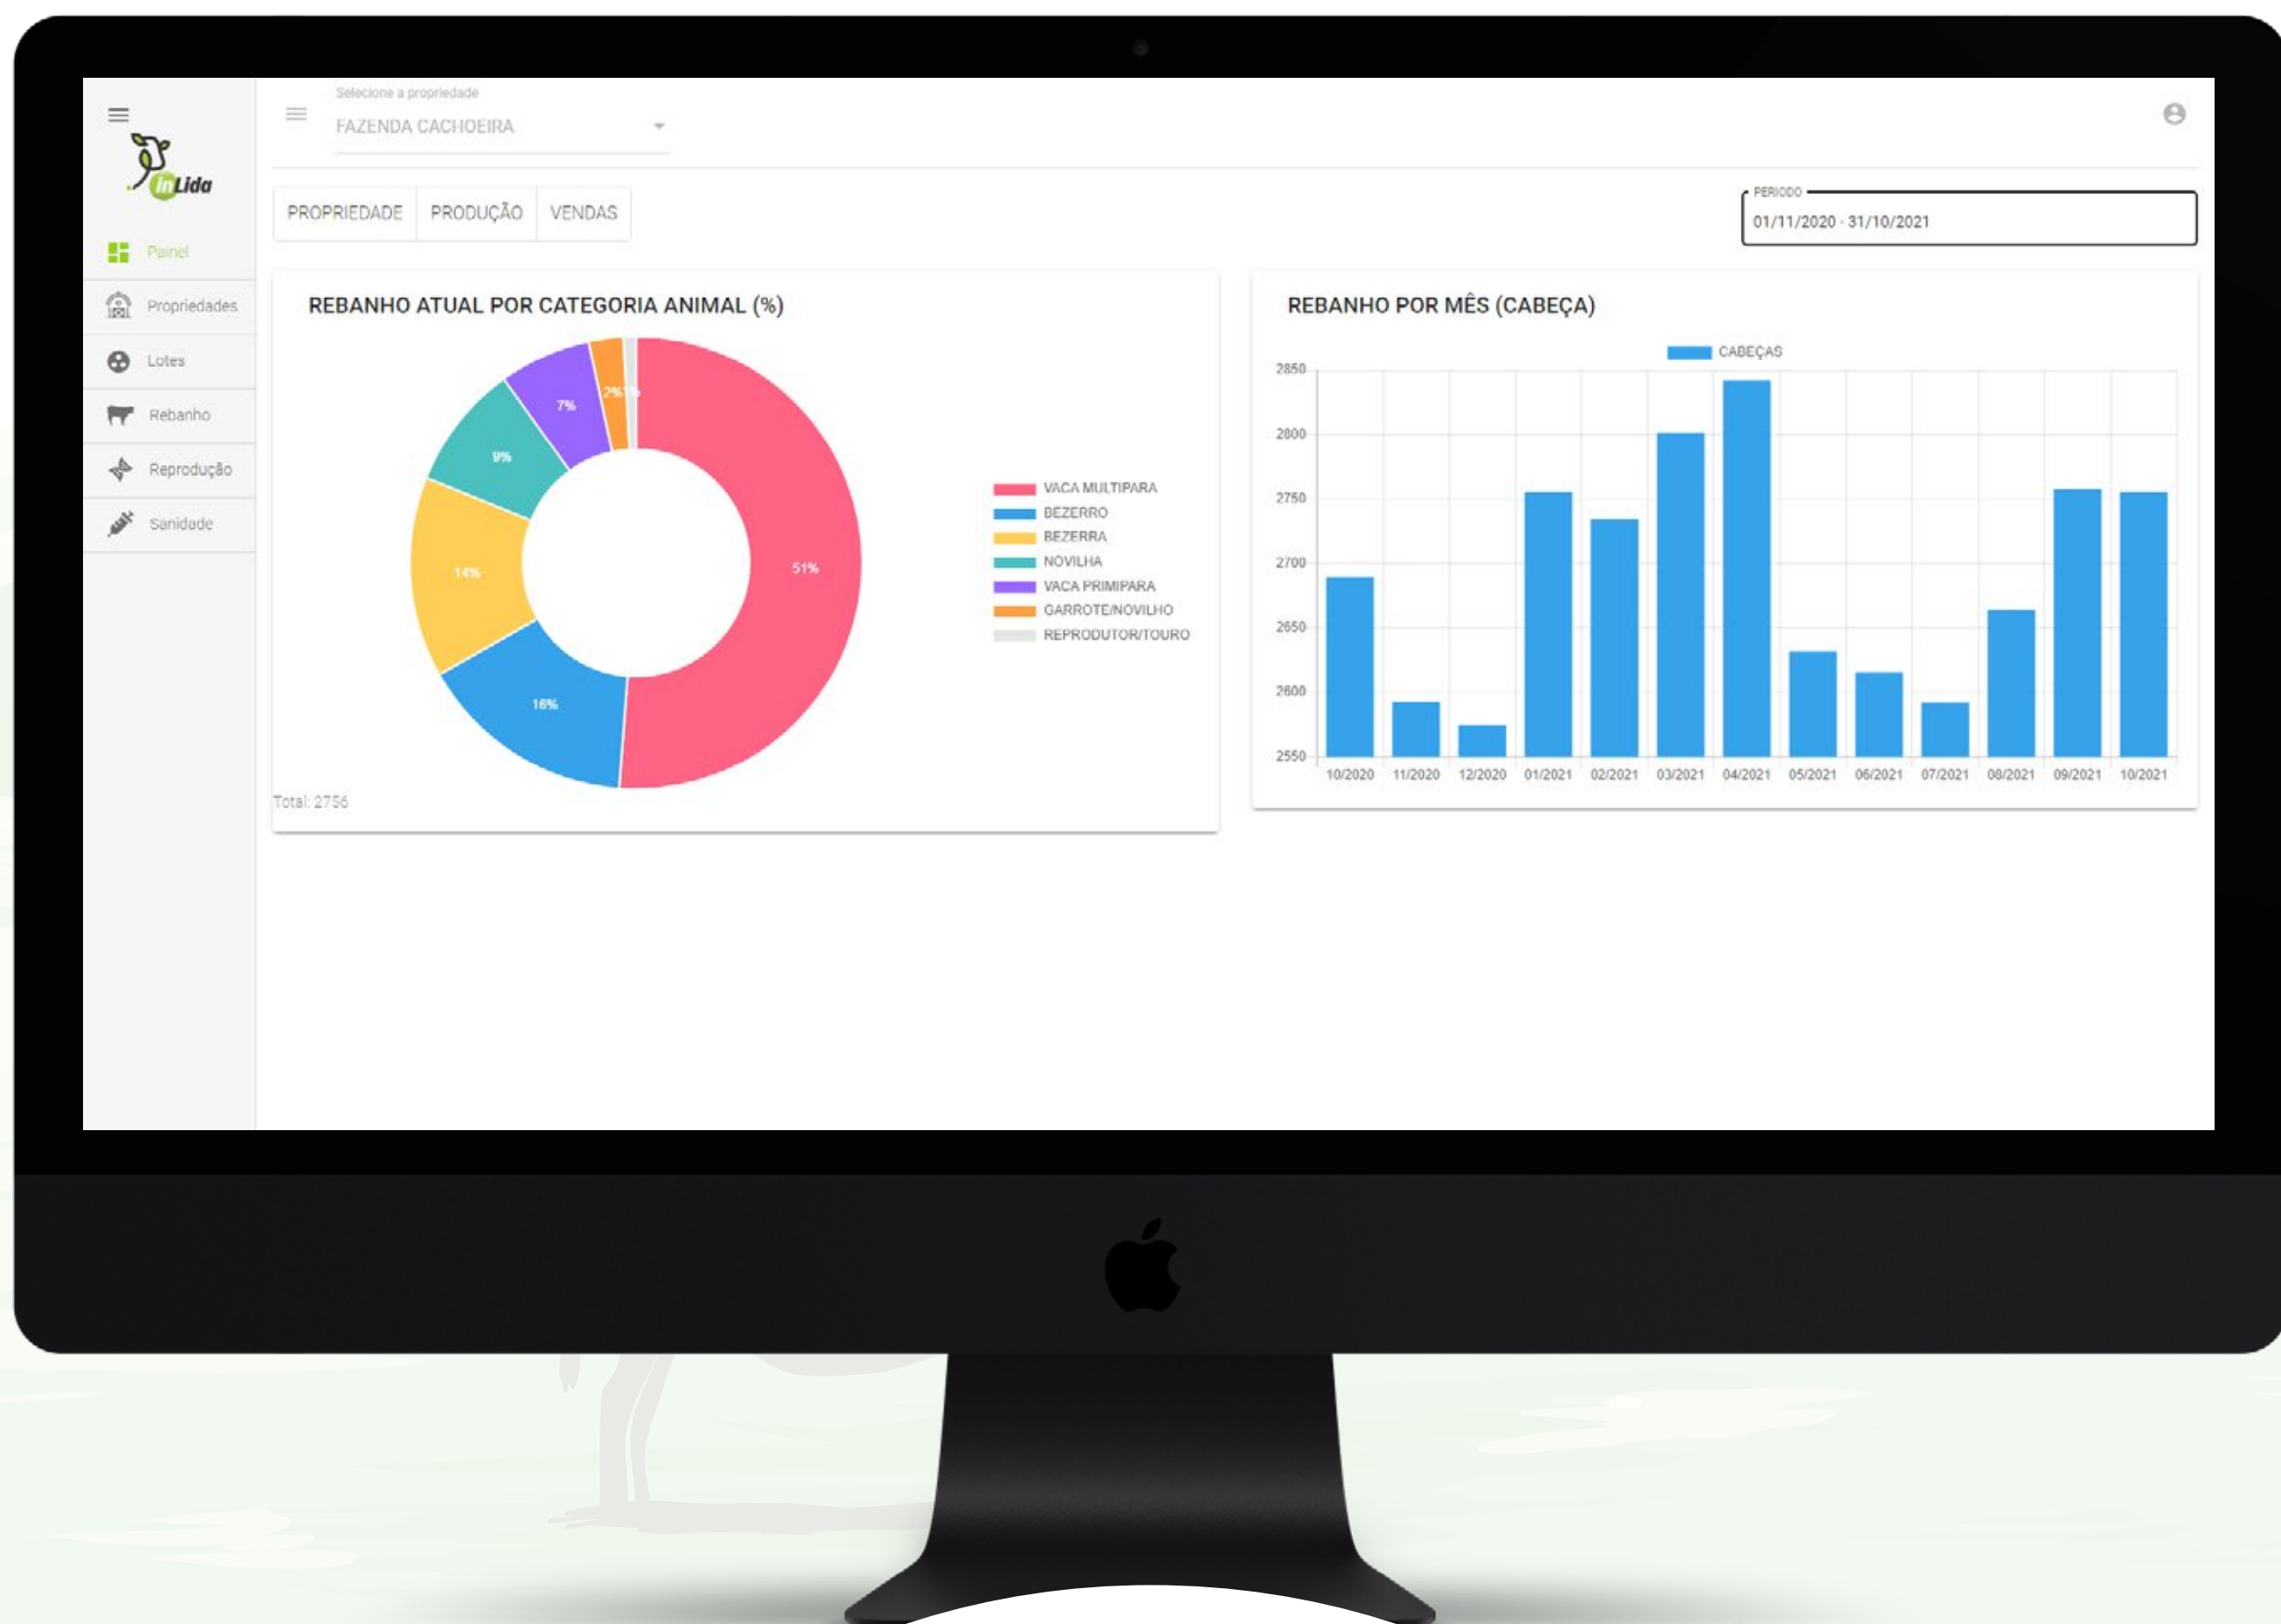 Selecione a propriedade
FAZENDA CACHOEIRA
inLida
PROPRIEDADE PRODUÇÃO VENDAS
PERIODO
01/11/2020 - 31/10/2021
Painel
Propriedades
Lotes
Rebanho
Reprodução
Sanidade
REBANHO ATUAL POR CATEGORIA ANIMAL (%)
2%
7%
9%
14%
51%
16%
VACA MULTIPARA
BEZERRO
BEZERRA
NOVILHA
VACA PRIMIPARA
GARROTE/NOVILHO
REPRODUTOR/TOURO
Total: 2756
REBANHO POR MÊS (CABEÇA)
CABEÇAS
2850
2800
2750
2700
2650
2600
2550
10/2020 11/2020 12/2020 01/2021 02/2021 03/2021 04/2021 05/2021 06/2021 07/2021 08/2021 09/2021 10/2021